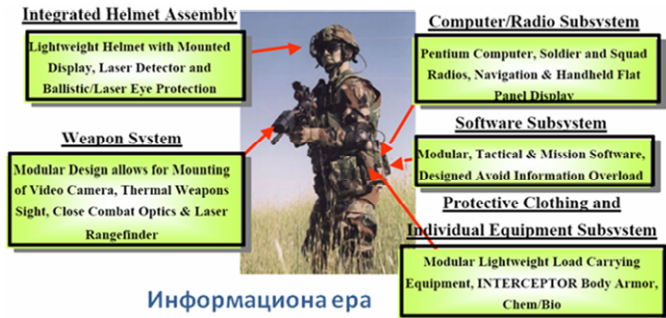 Integrated Helmet Assembly
Lightweight Helmet with Mounted
Display, Laser Detector and
Ballistic/Laser Eye Protection
Weapon System
Modular Design allows for Mounting
of Video Camera, Thermal Weapons
Sight, Close Combat Optics & Laser
Rangefinder
Computer/Radio Subsystem
Pentium Computer, Soldier and Squad
Radios, Navigation & Handheld Flat
Panel Display
Software Subsystem
Modular, Tactical & Mission Software,
Designed Avoid Information Overload
Protective Clothing and
Individual Equipment Subsystem
Modular Lightweight Load Carrying
Equipment, INTERCEPTOR Body Armor,
Chem/Bio
Информациона ера